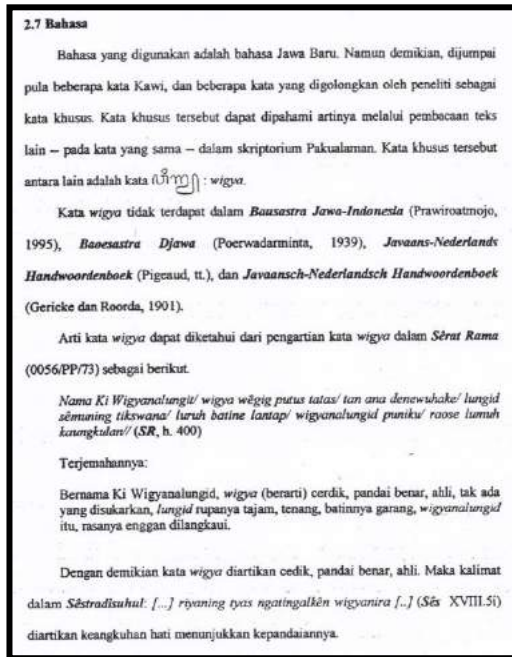 2.7 Bahasa
Bahasa yang digunakan adalah bahasa Jawa Baru. Namun demikian, dijumpai
pula beberapa kata Kawi, dan beberapa kata yang digolongkan oleh peneliti sebagai
kata khusus. Kata khusus tersebut dapat dipahami artinya melalui pembacaan teks
lain – pada kata yang sama – dalam skriptorium Pakualaman. Kata khusus tersebut
antara lain adalah kata : wigya.
Kata wigya tidak terdapat dalam Bausastra Jawa-Indonesia (Prawiroatmojo,
1995), Baoesastra Djawa (Poerwadarminta, 1939), Javaans-Nederlands
Handwoordenboek (Pigeaud, tt.), dan Javaansch-Nederlandsch Handwoordenboek
(Gericke dan Roorda, 1901).
Arti kata wigya dapat diketahui dari pengartian kata wigya dalam Sêrat Rama
(0056/PP/73) sebagai berikut.
Nama Ki Wigyanalungit/ wigya wêgig putus tatas/ tan ana denewuhake/ lungid
sêmuning tikswana/ luruh batine lantap/ wigyanalungid puniku/ raose lumuh
kaungkulan// (SR, h. 400)
Terjemahannya:
Bernama Ki Wigyanalungid, wigya (berarti) cerdik, pandai benar, ahli, tak ada
yang disukarkan, lungid rupanya tajam, tenang, batinnya garang, wigyanalungid
itu, rasanya enggan dilangkaui.
Dengan demikian kata wigya diartikan cedik, pandai benar, ahli. Maka kalimat
dalam Sêstradisuhul: [...] riyaning tyas ngatingalkên wigyanira [..] (Sês XVIII.5i)
diartikan keangkuhan hati menunjukkan kepandaiannya.